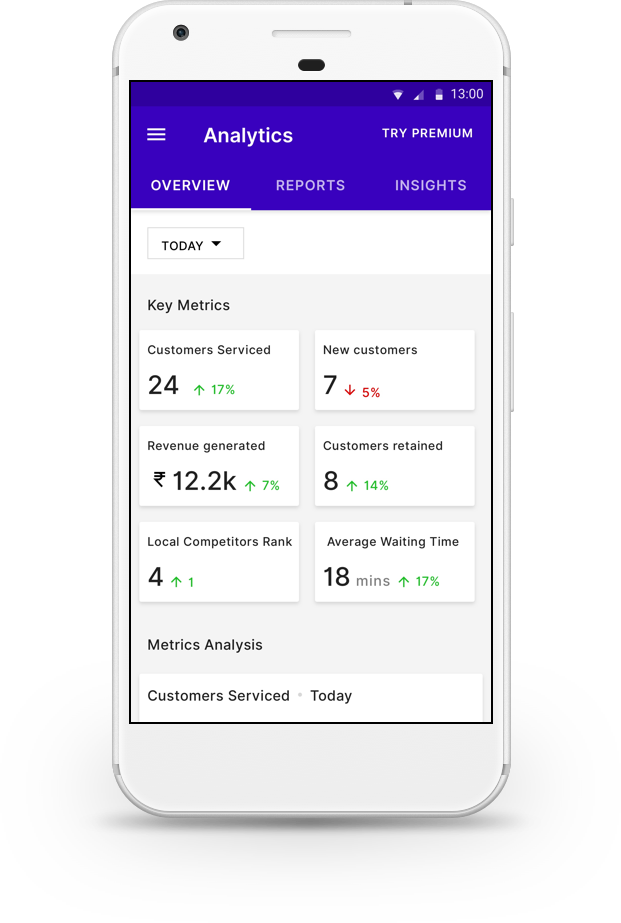 13:00
Analytics
TRY PREMIUM
OVERVIEW REPORTS INSIGHTS
TODAY
Key Metrics
Customers Serviced
24 ↑ 17%
New customers
7 ↓ 5%
Revenue generated
₹ 12.2k ↑ 7%
Customers retained
8 ↑ 14%
Local Competitors Rank
4 ↑ 1
Average Waiting Time
18 mins ↑ 17%
Metrics Analysis
Customers Serviced • Today